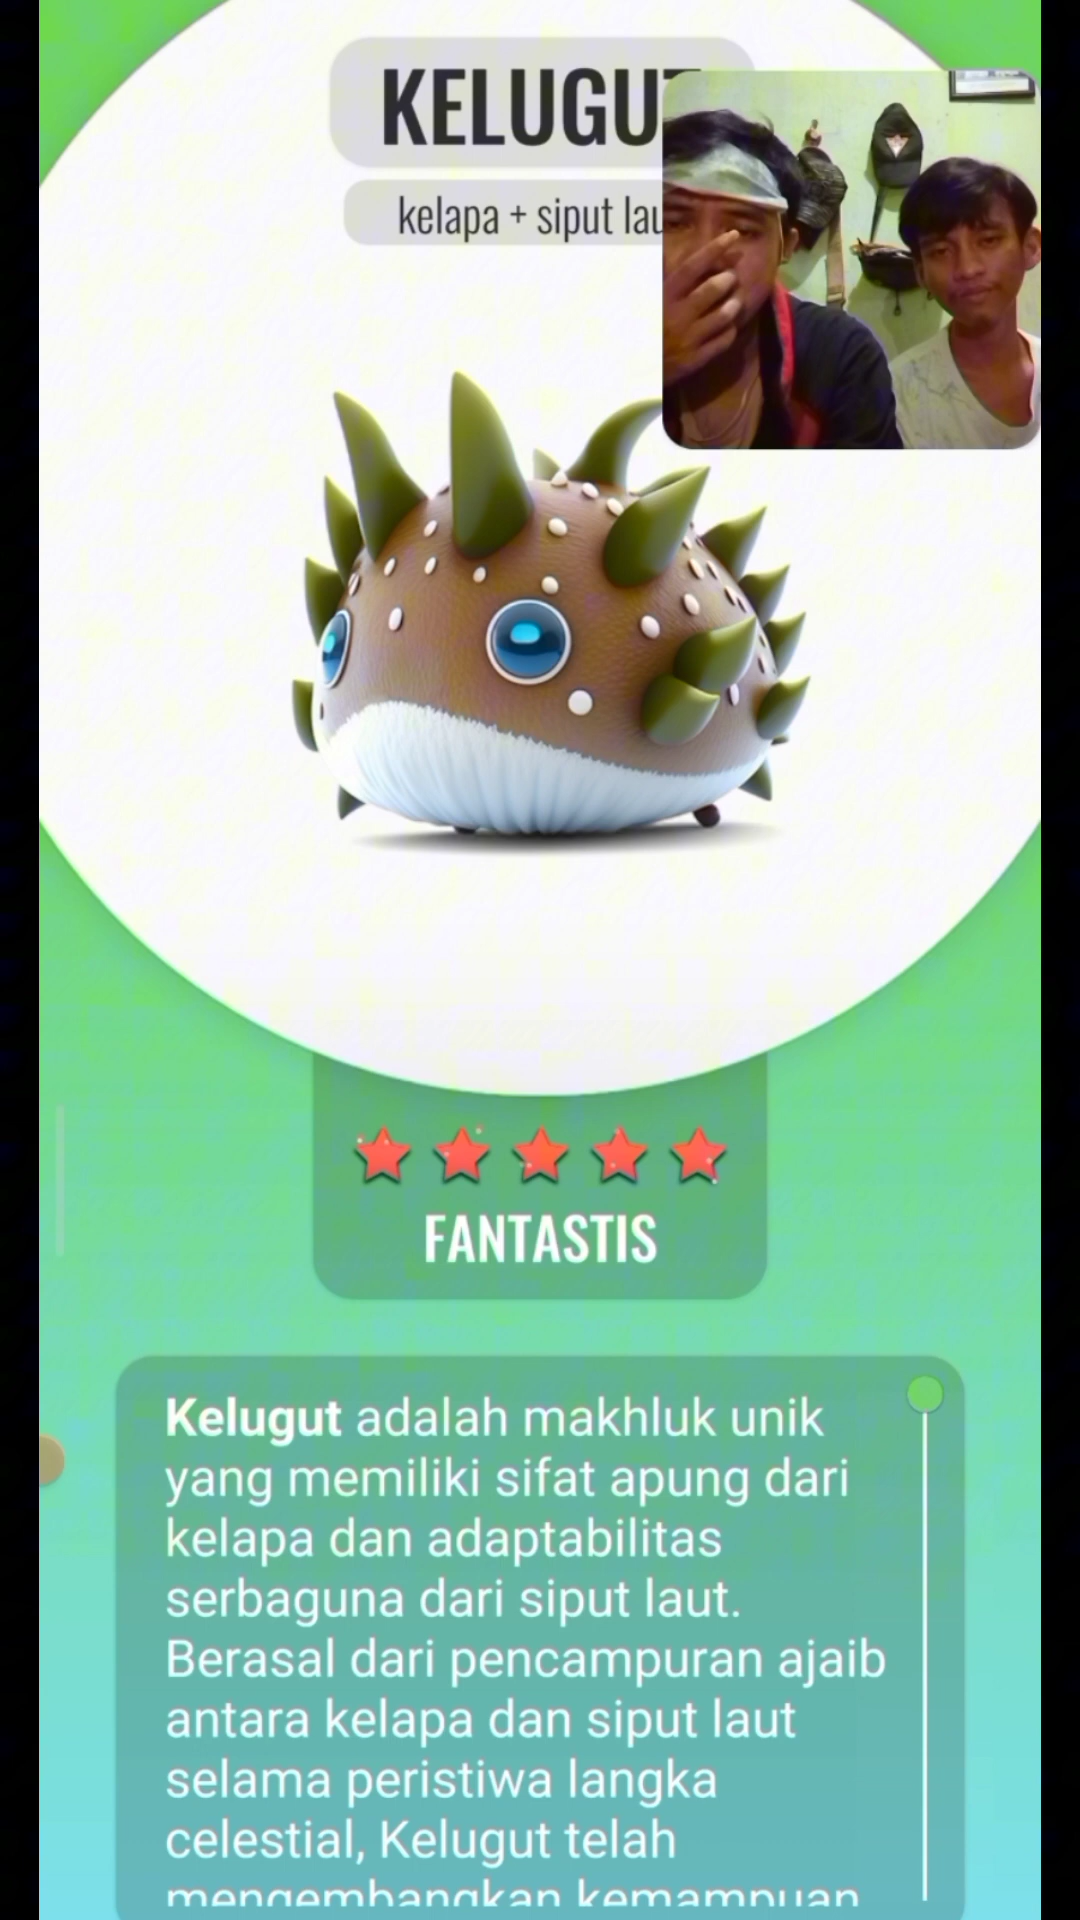 KELUGUT
kelapa + siput lau
★★★★★
FANTASTIS
Kelugut adalah makhluk unik
yang memiliki sifat apung dari
kelapa dan adaptabilitas
serbaguna dari siput laut.
Berasal dari pencampuran ajaib
antara kelapa dan siput laut
selama peristiwa langka
celestial, Kelugut telah
mengembangkan kemampuan